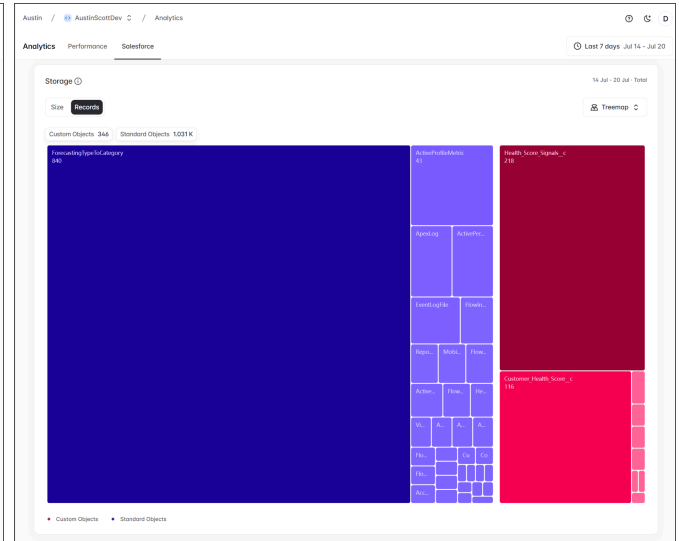 Austin / AustinScottDev / Analytics
D
Analytics Performance Salesforce
Last 7 days Jul 14 - Jul 20
Storage
14 Jul - 20 Jul · Total
Size Records
Treemap
Custom Objects 346 Standard Objects 1.031 K
ForecastingTypeToCategory
840
ActiveProfileMetric
43
Health_Score_Signals__c
218
ApexLog ActivePer...
EventLogFile FlowIn...
Repo... Mobi... Flow...
Customer_Health_Score__c
116
Active... Flow... He...
Vi... A... A... A...
Flo... Cu Co
Flo...
Acc...
Custom Objects Standard Objects